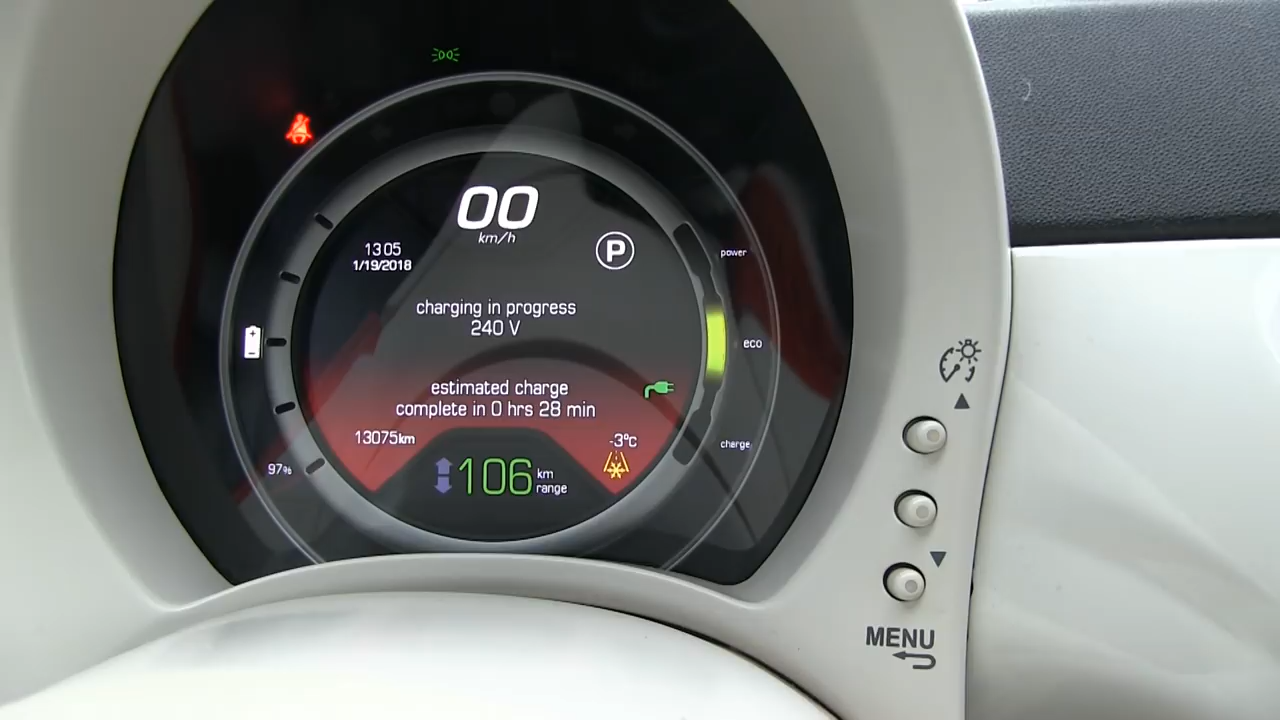 00
km/h
13 05
1/19/2018
P
power
charging in progress
240 V
eco
estimated charge
complete in 0 hrs 28 min
13075km
-3°C
charge
97%
106 km
range
MENU